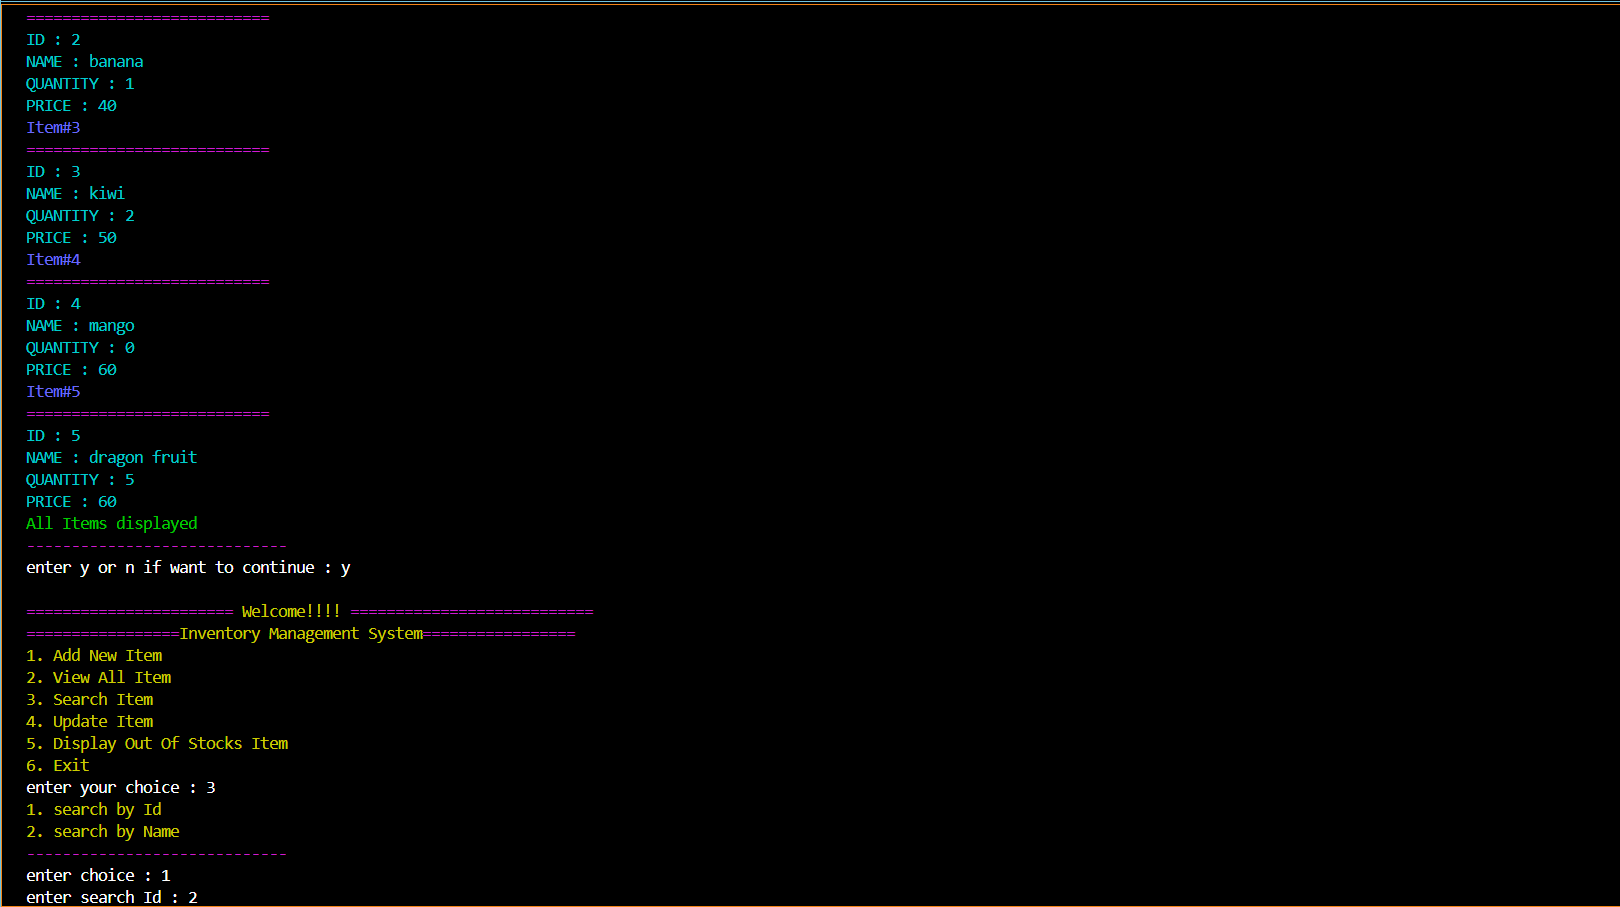 ===========================
ID : 2
NAME : banana
QUANTITY : 1
PRICE : 40
Item#3
===========================
ID : 3
NAME : kiwi
QUANTITY : 2
PRICE : 50
Item#4
===========================
ID : 4
NAME : mango
QUANTITY : 0
PRICE : 60
Item#5
===========================
ID : 5
NAME : dragon fruit
QUANTITY : 5
PRICE : 60
All Items displayed
-----------------------------
enter y or n if want to continue : y
======================= Welcome!!!! ===========================
=================Inventory Management System=================
1. Add New Item
2. View All Item
3. Search Item
4. Update Item
5. Display Out Of Stocks Item
6. Exit
enter your choice : 3
1. search by Id
2. search by Name
-----------------------------
enter choice : 1
enter search Id : 2